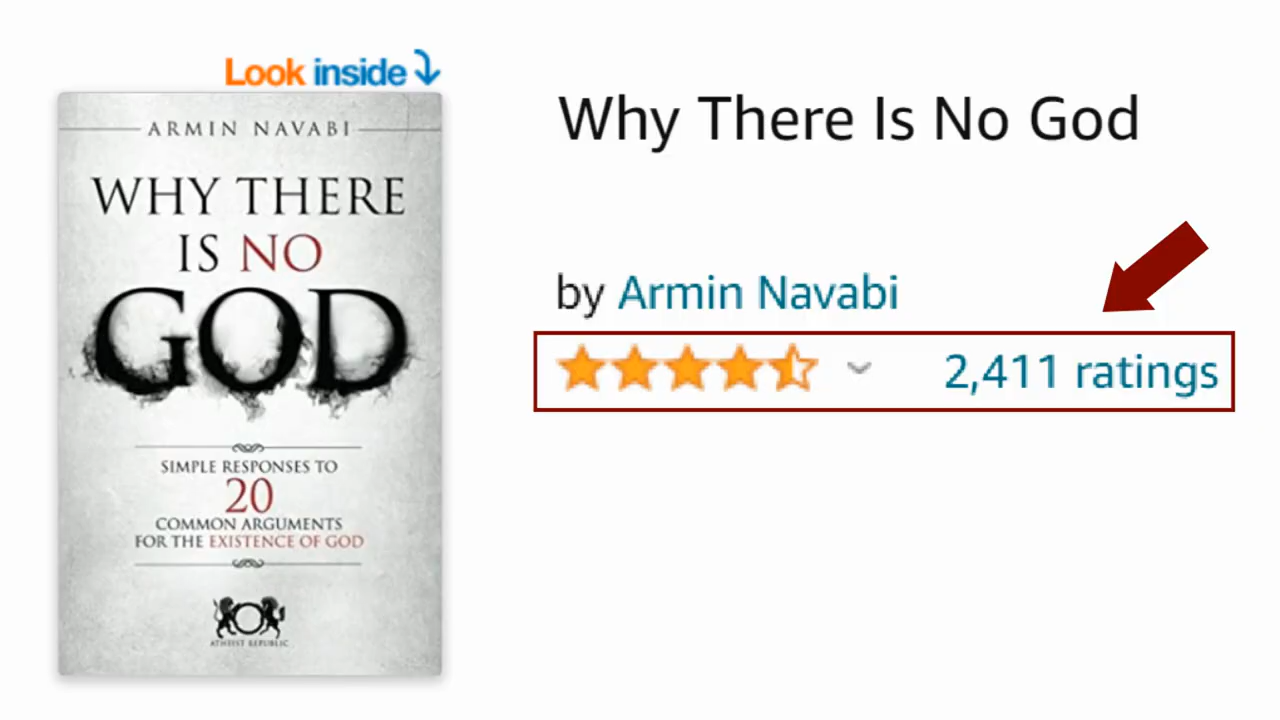 Look inside
ARMIN NAVABI
WHY THERE
IS NO
GOD
SIMPLE RESPONSES TO
20
COMMON ARGUMENTS
FOR THE EXISTENCE OF GOD
ATHEIST REPUBLIC
Why There Is No God
by Armin Navabi
2,411 ratings